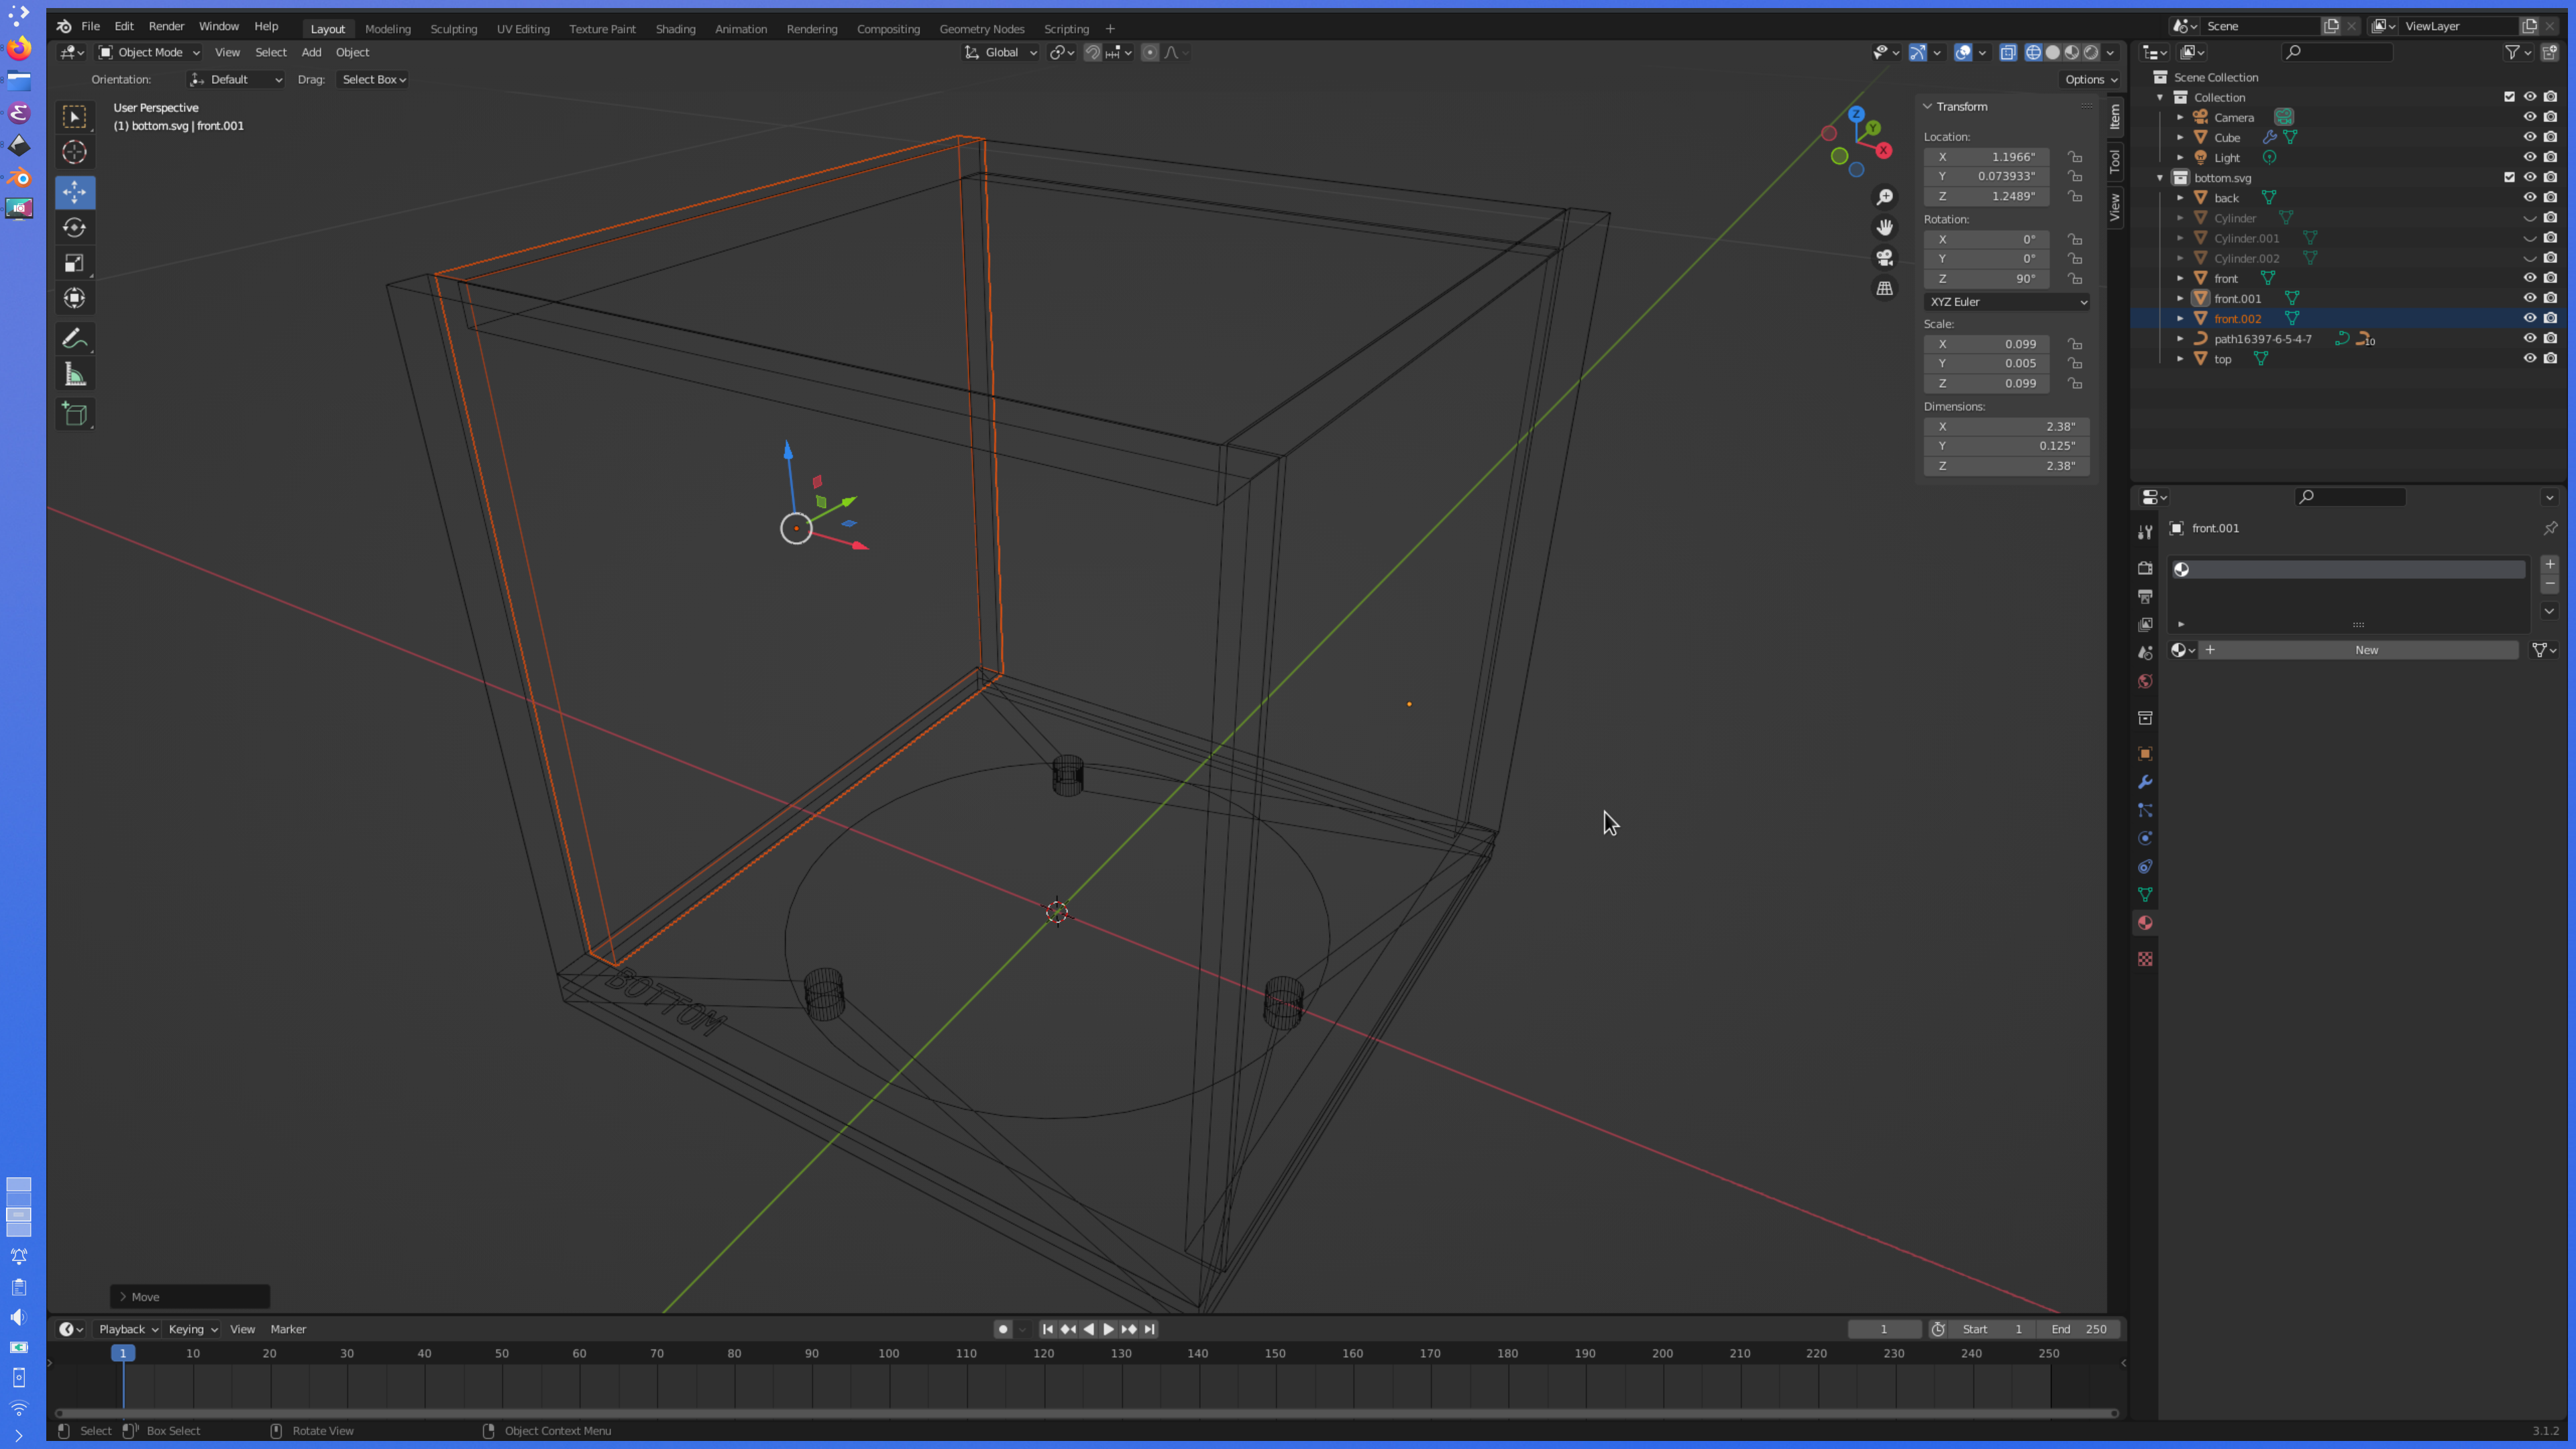 File Edit Render Window Help
Layout Modeling Sculpting UV Editing Texture Paint Shading Animation Rendering Compositing Geometry Nodes Scripting +
Scene
ViewLayer
Object Mode View Select Add Object
Global
Orientation: Default Drag: Select Box
Options
User Perspective
(1) bottom.svg | front.001
Transform
Location:
X 1.1966"
Y 0.073933"
Z 1.2489"
Rotation:
X 0°
Y 0°
Z 90°
XYZ Euler
Scale:
X 0.099
Y 0.005
Z 0.099
Dimensions:
X 2.38"
Y 0.125"
Z 2.38"
Item
Tool
View
Z
Y
X
BOTTOM
Scene Collection
Collection
Camera
Cube
Light
bottom.svg
back
Cylinder
Cylinder.001
Cylinder.002
front
front.001
front.002
path16397-6-5-4-7 10
top
front.001
New
Move
Playback Keying View Marker
1 Start 1 End 250
1 10 20 30 40 50 60 70 80 90 100 110 120 130 140 150 160 170 180 190 200 210 220 230 240 250
Select Box Select Rotate View Object Context Menu
3.1.2